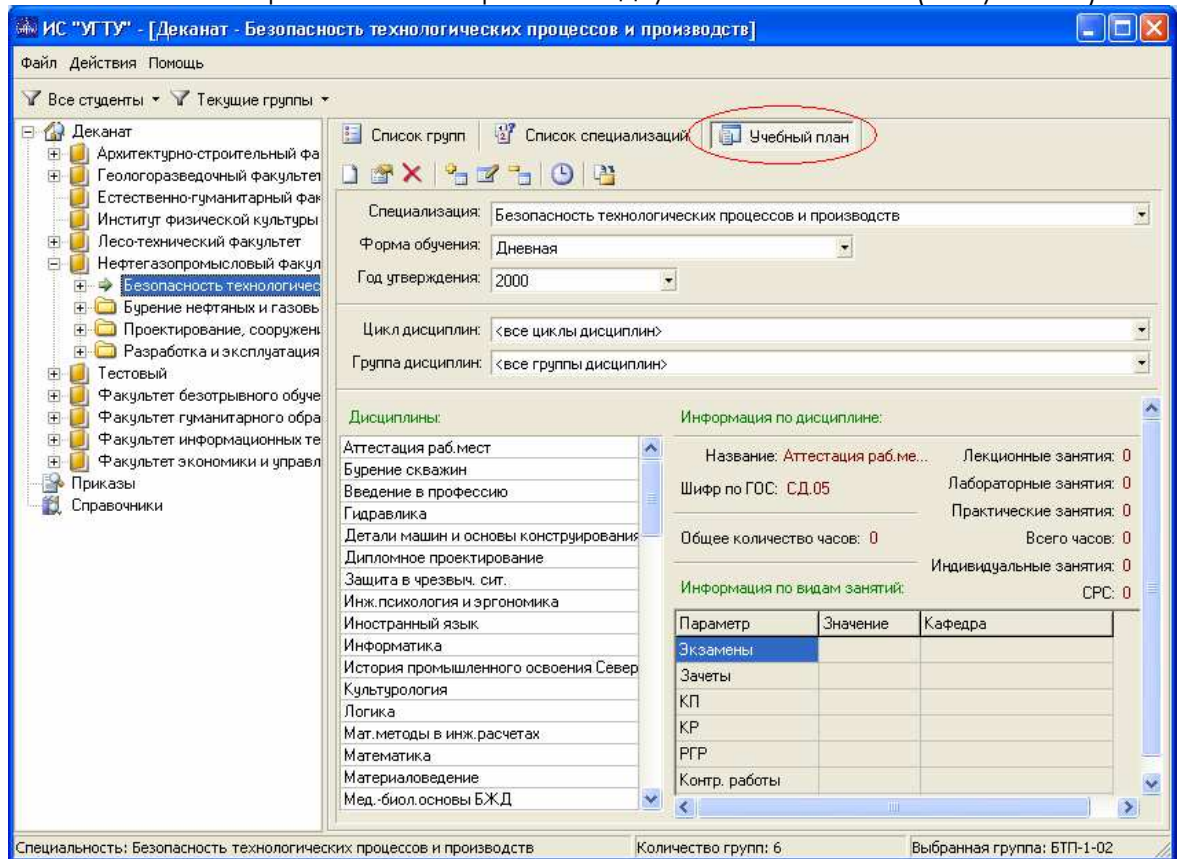 ИС "УГТУ" - [Деканат - Безопасность технологических процессов и производств]
Файл Действия Помощь
Все студенты Текущие группы
Деканат
Архитектурно-строительный фа
Геологоразведочный факультет
Естественно-гуманитарный фак
Институт физической культуры
Лесо-технический факультет
Нефтегазопромысловый факул
Безопасность технологичес
Бурение нефтяных и газовь
Проектирование, сооружени
Разработка и эксплуатация
Тестовый
Факультет безотрывного обуче
Факультет гуманитарного обра
Факультет информационных те
Факультет экономики и управл
Приказы
Справочники
Список групп Список специализаций Учебный план
Специализация: Безопасность технологических процессов и производств
Форма обучения: Дневная
Год утверждения: 2000
Цикл дисциплин: <все циклы дисциплин>
Группа дисциплин: <все группы дисциплин>
Дисциплины:
Аттестация раб.мест
Бурение скважин
Введение в профессию
Гидравлика
Детали машин и основы конструирования
Дипломное проектирование
Защита в чрезвыч. сит.
Инж.психология и эргономика
Иностранный язык
Информатика
История промышленного освоения Север
Культурология
Логика
Мат.методы в инж.расчетах
Математика
Материаловедение
Мед.-биол.основы БЖД
Информация по дисциплине:
Название: Аттестация раб.ме... Лекционные занятия: 0
Шифр по ГОС: СД.05 Лабораторные занятия: 0
Практические занятия: 0
Общее количество часов: 0 Всего часов: 0
Индивидуальные занятия: 0
Информация по видам занятий: СРС: 0
Параметр Значение Кафедра
Экзамены
Зачеты
КП
КР
РГР
Контр. работы
Специальность: Безопасность технологических процессов и производств Количество групп: 6 Выбранная группа: БТП-1-02